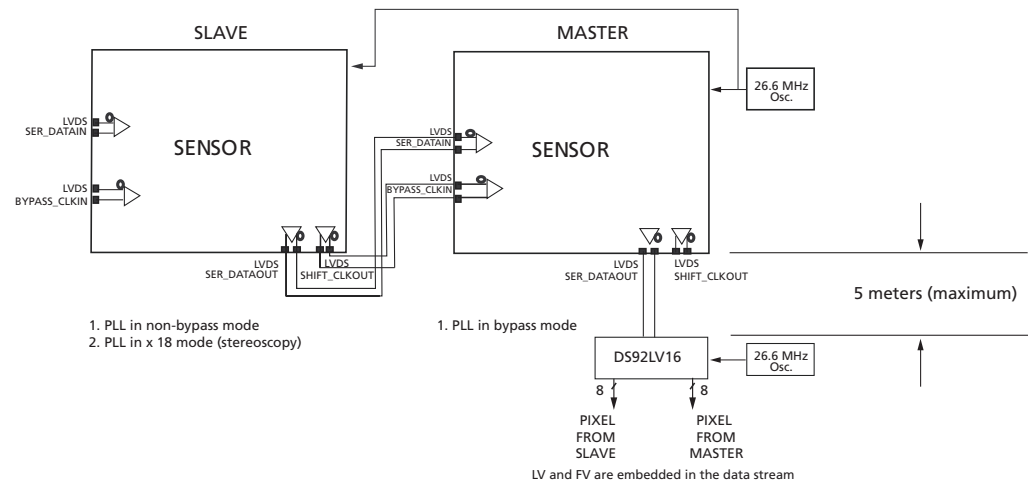 SLAVE
MASTER
26.6 MHz
Osc.
LVDS
SER_DATAIN
SENSOR
LVDS
BYPASS_CLKIN
LVDS
SER_DATAOUT
LVDS
SHIFT_CLKOUT
LVDS
SER_DATAIN
SENSOR
LVDS
BYPASS_CLKIN
LVDS
SER_DATAOUT
LVDS
SHIFT_CLKOUT
5 meters (maximum)
1. PLL in non-bypass mode
2. PLL in x 18 mode (stereoscopy)
1. PLL in bypass mode
DS92LV16
26.6 MHz
Osc.
8
8
PIXEL
FROM
SLAVE
PIXEL
FROM
MASTER
LV and FV are embedded in the data stream